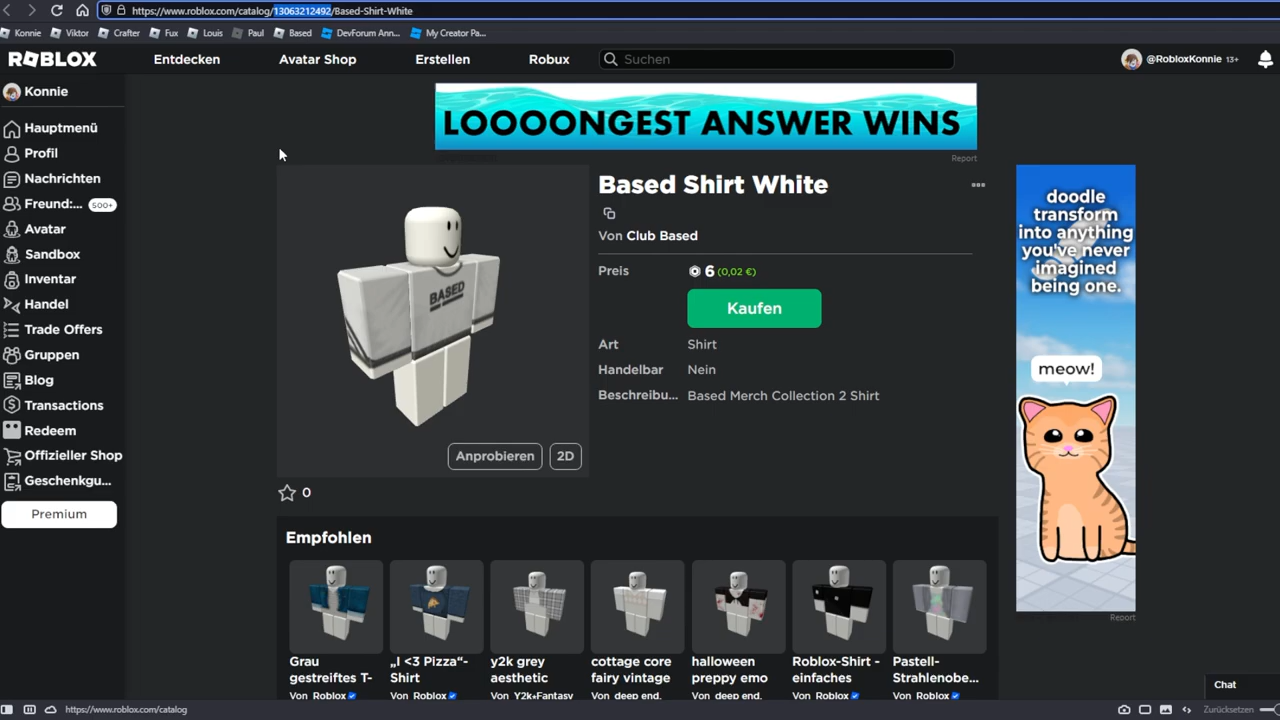 https://www.roblox.com/catalog/13063212492/Based-Shirt-White
Konnie Viktor Crafter Fux Louis Paul Based DevForum Ann... My Creator Pa...
ROBLOX Entdecken Avatar Shop Erstellen Robux Suchen @RobloxKonnie 13+
Konnie
Hauptmenü
Profil
Nachrichten
Freund:... 500+
Avatar
Sandbox
Inventar
Handel
Trade Offers
Gruppen
Blog
Transactions
Redeem
Offizieller Shop
Geschenkgu...
Premium
LOOOONGEST ANSWER WINS
Report
BASED
Anprobieren 2D
0
Based Shirt White
Von Club Based
Preis 6 (0,02 €)
Kaufen
Art Shirt
Handelbar Nein
Beschreibu... Based Merch Collection 2 Shirt
doodle
transform
into anything
you've never
imagined
being one.
meow!
Report
Empfohlen
Grau
gestreiftes T-
Von Roblox
„I <3 Pizza“-
Shirt
Von Roblox
y2k grey
aesthetic
Von Y2k+Fantasy
cottage core
fairy vintage
Von deep end.
halloween
preppy emo
Von deep end.
Roblox-Shirt -
einfaches
Von Roblox
Pastell-
Strahlenobe...
Von Roblox
Chat
https://www.roblox.com/catalog
Zurücksetzen